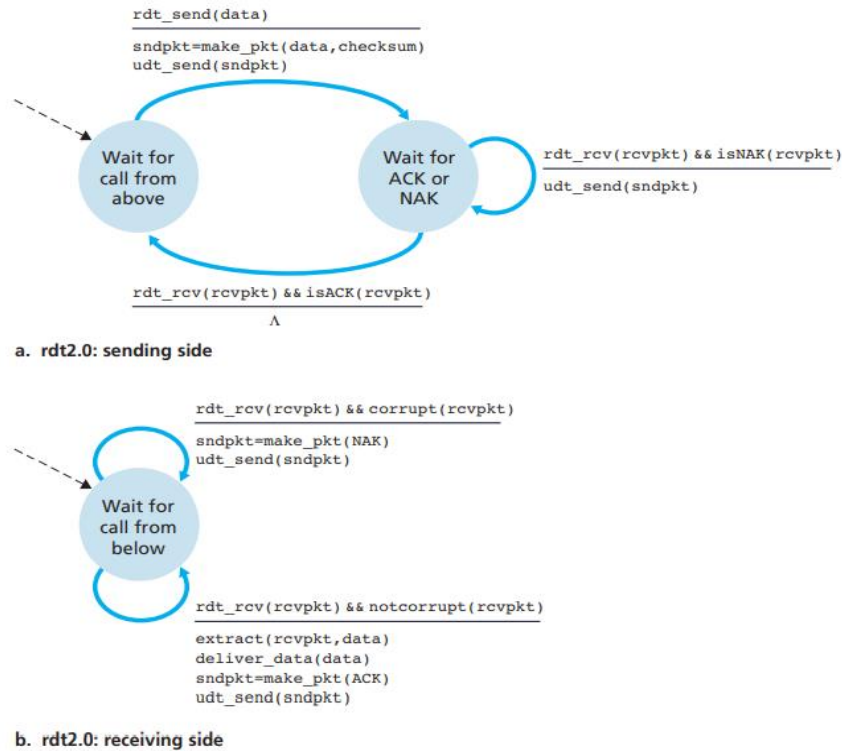 rdt_send(data)
sndpkt=make_pkt(data,checksum)
udt_send(sndpkt)
Wait for
call from
above
Wait for
ACK or
NAK
rdt_rcv(rcvpkt) && isNAK(rcvpkt)
udt_send(sndpkt)
rdt_rcv(rcvpkt) && isACK(rcvpkt)
Λ
a. rdt2.0: sending side
rdt_rcv(rcvpkt) && corrupt(rcvpkt)
sndpkt=make_pkt(NAK)
udt_send(sndpkt)
Wait for
call from
below
rdt_rcv(rcvpkt) && notcorrupt(rcvpkt)
extract(rcvpkt,data)
deliver_data(data)
sndpkt=make_pkt(ACK)
udt_send(sndpkt)
b. rdt2.0: receiving side